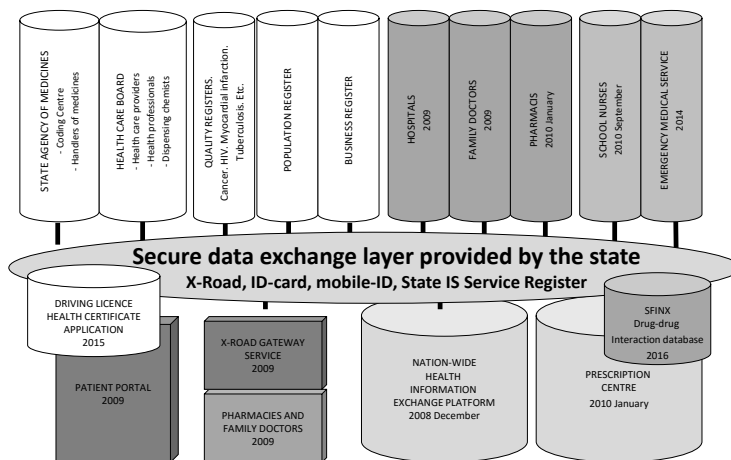 STATE AGENCY OF MEDICINES
- Coding Centre
- Handlers of medicines
HEALTH CARE BOARD
- Health care providers
- Health professionals
- Dispensing chemists
QUALITY REGISTERS.
Cancer. HIV. Myocardial infarction.
Tuberculosis. Etc.
POPULATION REGISTER
BUSINESS REGISTER
HOSPITALS
2009
FAMILY DOCTORS
2009
PHARMACIS
2010 January
SCHOOL NURSES
2010 September
EMERGENCY MEDICAL SERVICE
2014
Secure data exchange layer provided by the state
X-Road, ID-card, mobile-ID, State IS Service Register
DRIVING LICENCE
HEALTH CERTIFICATE
APPLICATION
2015
PATIENT PORTAL
2009
X-ROAD GATEWAY
SERVICE
2009
PHARMACIES AND
FAMILY DOCTORS
2009
NATION-WIDE
HEALTH
INFORMATION
EXCHANGE PLATFORM
2008 December
SFINX
Drug-drug
Interaction database
2016
PRESCRIPTION
CENTRE
2010 January